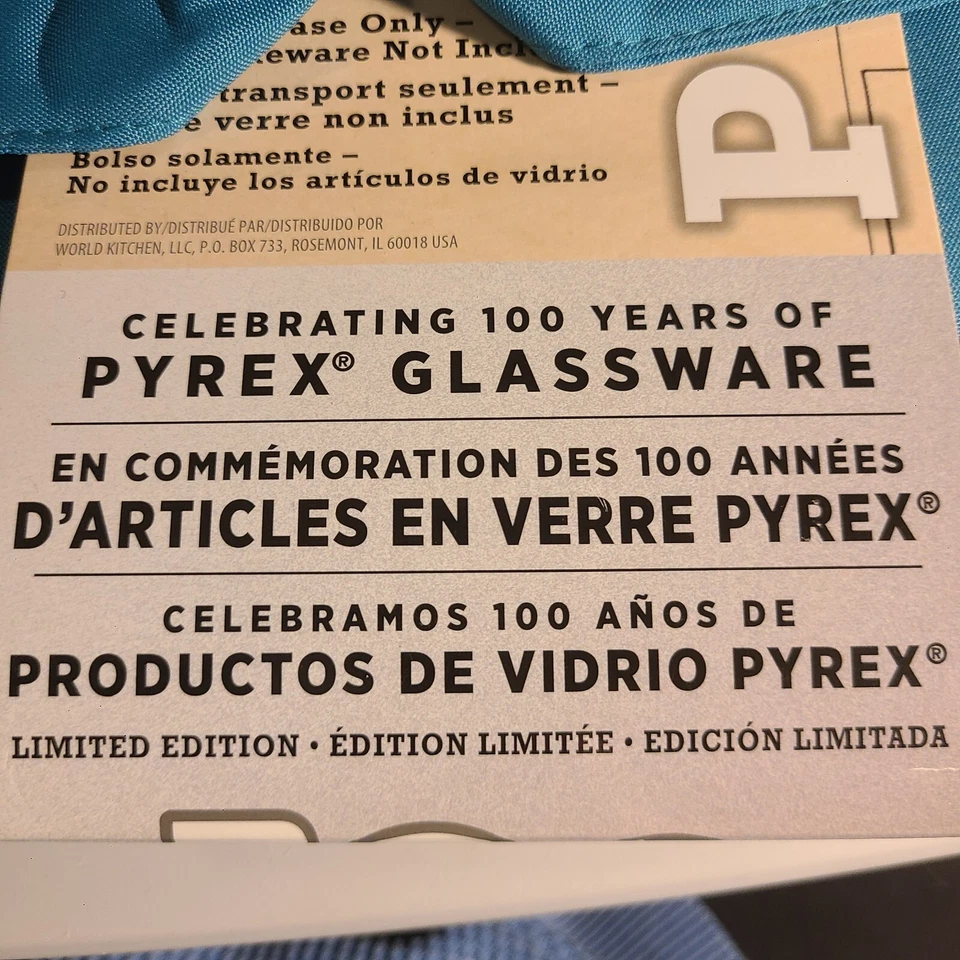 Only –
Not
transport seulement –
verre non inclus
Bolso solamente –
No incluye los artículos de vidrio
P
DISTRIBUTED BY/DISTRIBUÉ PAR/DISTRIBUIDO POR
WORLD KITCHEN, LLC, P.O. BOX 733, ROSEMONT, IL 60018 USA
CELEBRATING 100 YEARS OF
PYREX® GLASSWARE
EN COMMÉMORATION DES 100 ANNÉES
D'ARTICLES EN VERRE PYREX®
CELEBRAMOS 100 AÑOS DE
PRODUCTOS DE VIDRIO PYREX®
LIMITED EDITION • ÉDITION LIMITÉE • EDICIÓN LIMITADA